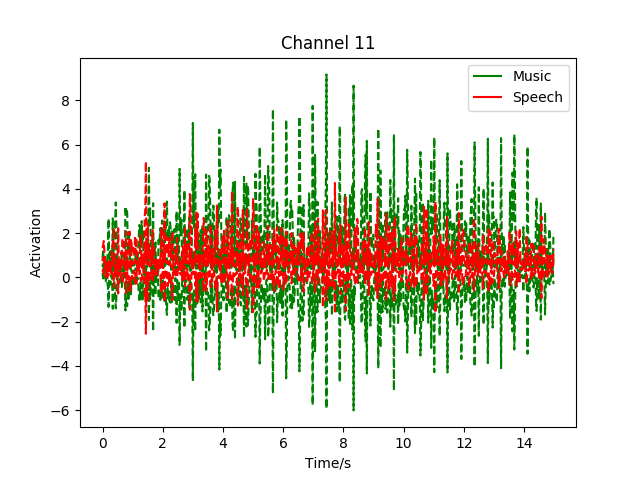 Channel 11
Music
Speech
Activation
8
6
4
2
0
−2
−4
−6
0 2 4 6 8 10 12 14
Time/s